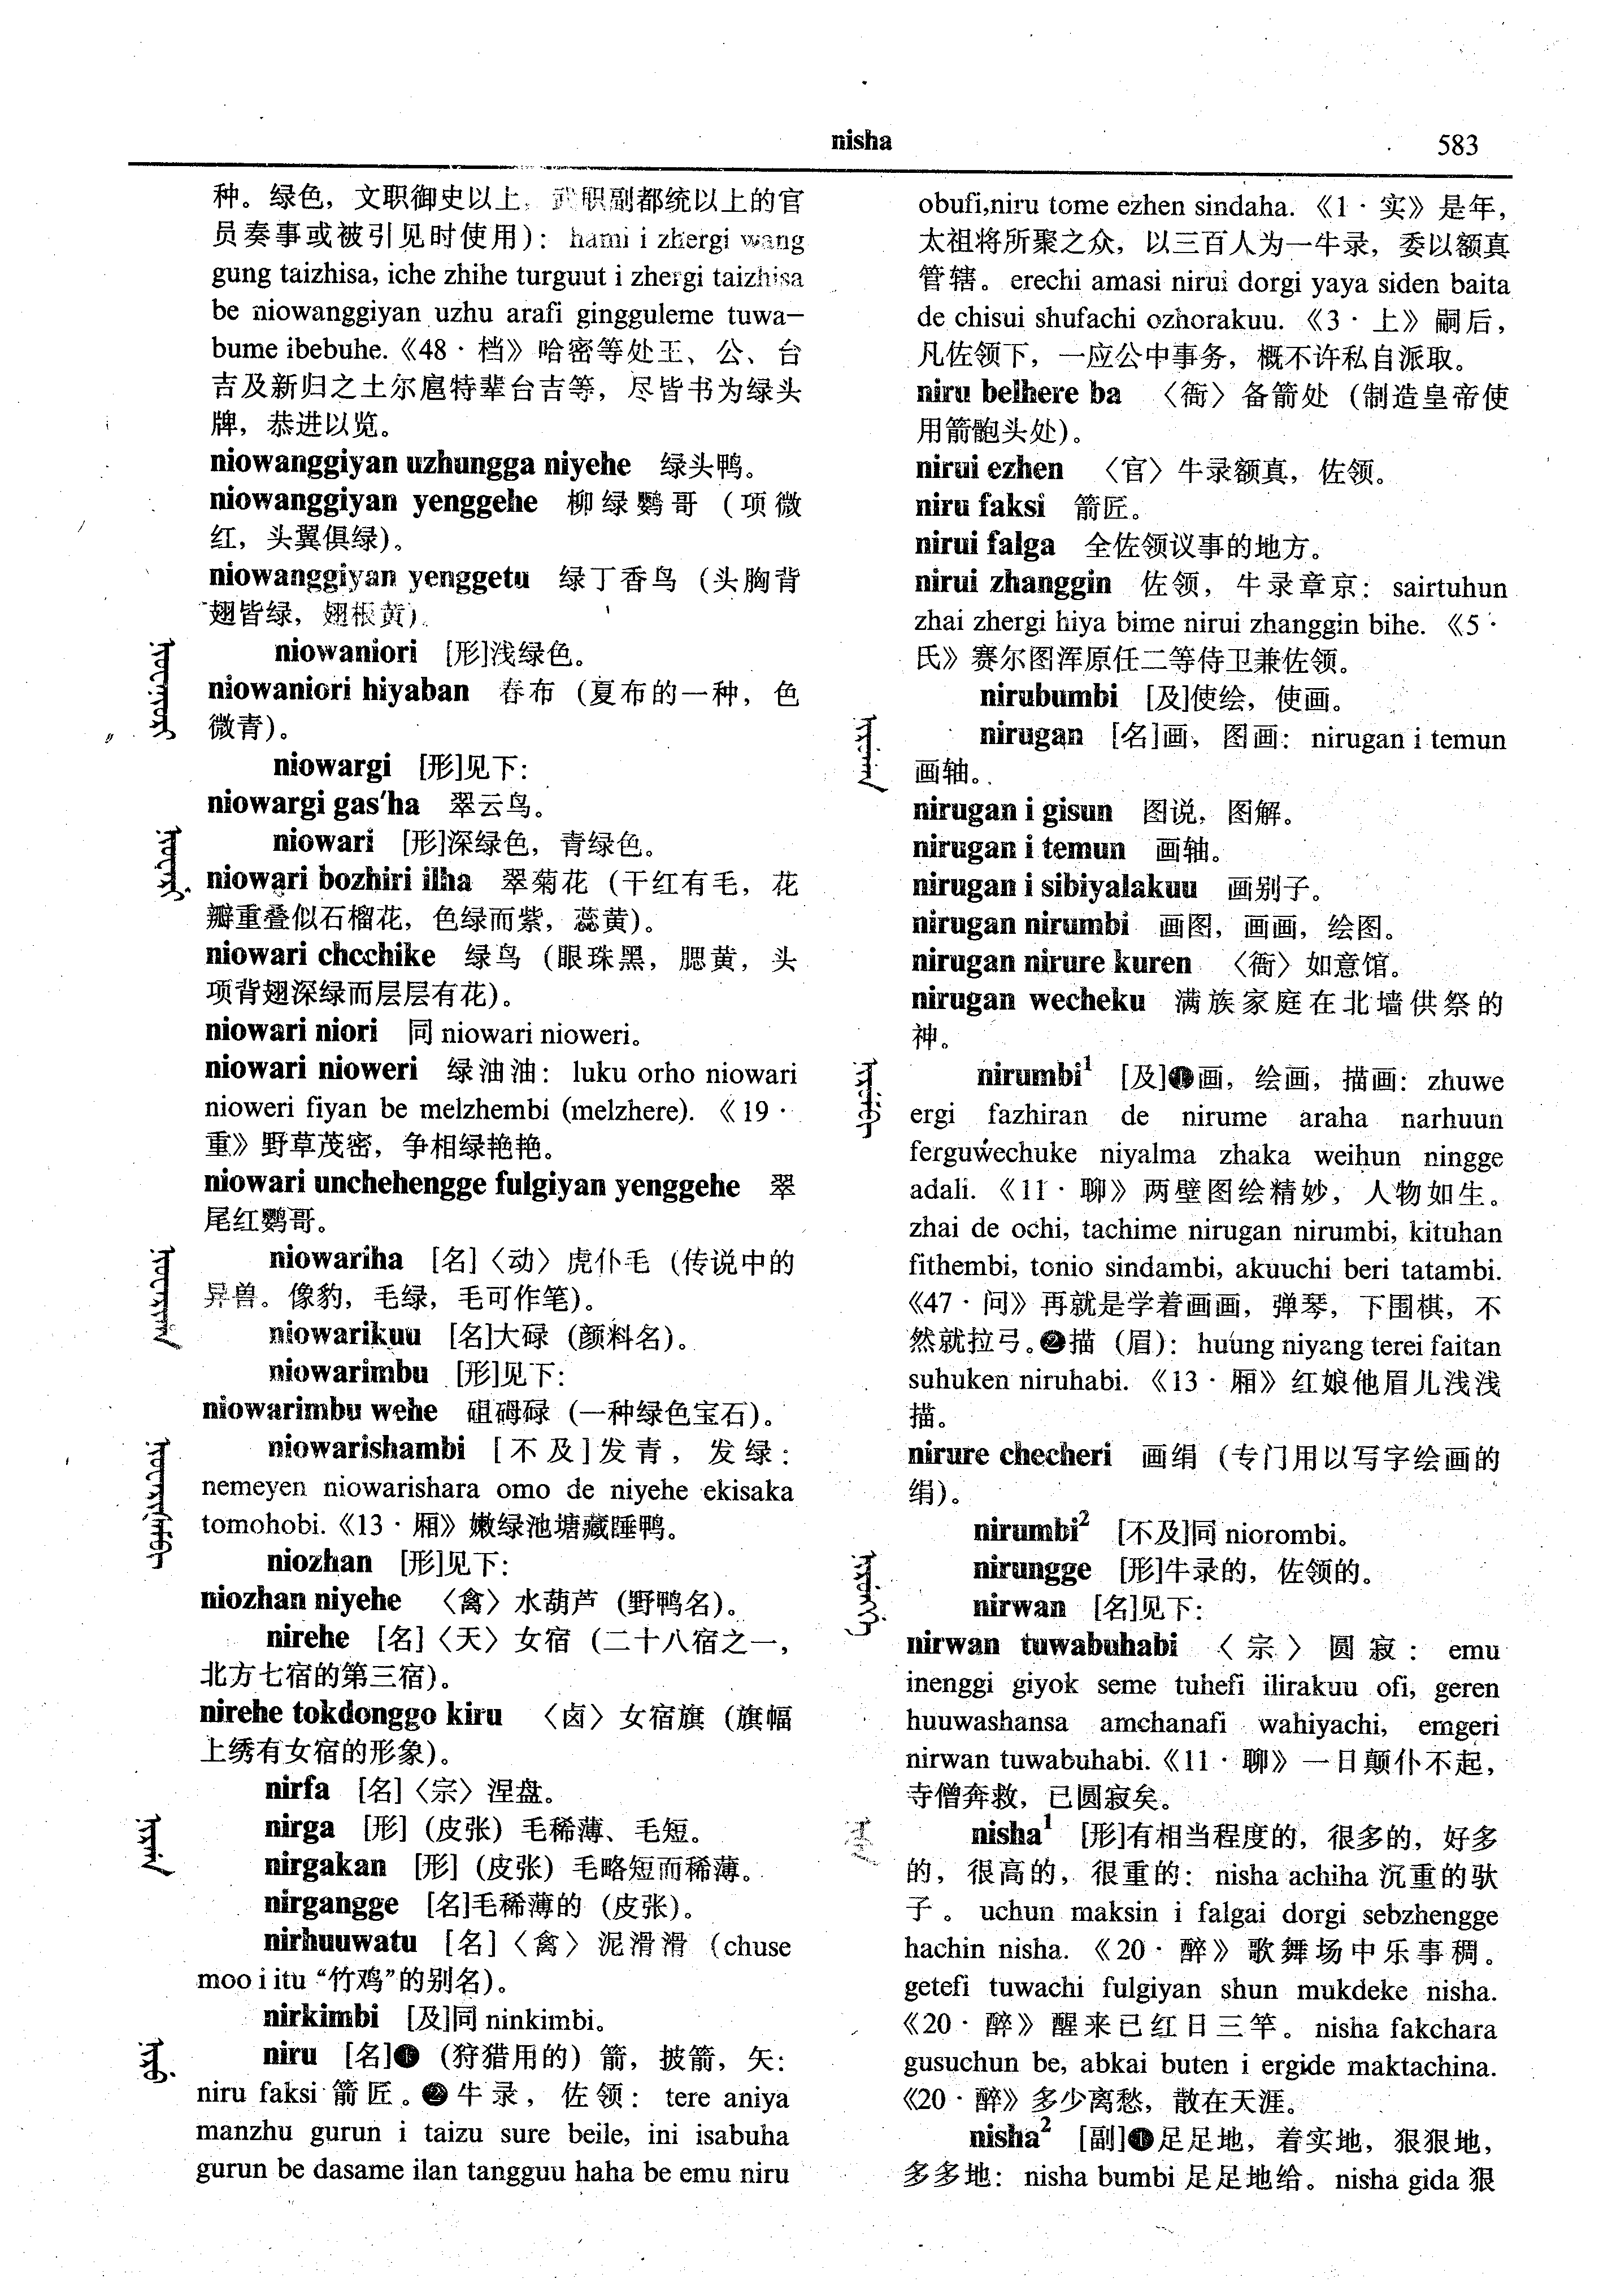 nisha
583
种。绿色，文职御史以上，武职副都统以上的官
员奏事或被引见时使用）：hami i zhergi wang
gung taizhisa, iche zhihe turguut i zhergi taizhisa
be niowanggiyan uzhu arafi gingguleme tuwa-
bume ibebuhe.《48·档》哈密等处王、公、台
吉及新归之土尔扈特辈台吉等，尽皆书为绿头
牌，恭进以览。
niowanggiyan uzhungga niyehe 绿头鸭。
niowanggiyan yenggehe 柳绿鹦哥（项微
红，头翼俱绿）。
niowanggiyan yenggetu 绿丁香鸟（头胸背
翅皆绿，翅根黄）。
niowaniori [形]浅绿色。
niowaniori hiyaban 春布（夏布的一种，色
微青）。
niowargi [形]见下：
niowargi gas'ha 翠云鸟。
niowari [形]深绿色，青绿色。
niowari bozhiri ilha 翠菊花（干红有毛，花
瓣重叠似石榴花，色绿而紫，蕊黄）。
niowari chechike 绿鸟（眼珠黑，腮黄，头
项背翅深绿而层层有花）。
niowari niori 同 niowari nioweri。
niowari nioweri 绿油油：luku orho niowari
nioweri fiyan be melzhembi (melzhere). 《19·
重》野草茂密，争相绿艳艳。
niowari unchehengge fulgiyan yenggehe 翠
尾红鹦哥。
niowariha [名]〈动〉虎仆毛（传说中的
异兽。像豹，毛绿，毛可作笔）。
niowarikuu [名]大碌（颜料名）。
niowarimbu [形]见下：
niowarimbu wehe 砠砪碌（一种绿色宝石）。
niowarishambi [不及]发青，发绿：
nemeyen niowarishara omo de niyehe ekisaka
tomohobi.《13·厢》嫩绿池塘藏睡鸭。
niozhan [形]见下：
niozhan niyehe 〈禽〉水葫芦（野鸭名）。
nirehe [名]〈天〉女宿（二十八宿之一，
北方七宿的第三宿）。
nirehe tokdonggo kiru 〈卤〉女宿旗（旗幅
上绣有女宿的形象）。
nirfa [名]〈宗〉涅盘。
nirga [形]（皮张）毛稀薄、毛短。
nirgakan [形]（皮张）毛略短而稀薄。
nirgangge [名]毛稀薄的（皮张）。
nirhuuwatu [名]〈禽〉泥滑滑（chuse
moo i itu “竹鸡”的别名）。
nirkimbi [及]同 ninkimbi。
niru [名]❶（狩猎用的）箭，披箭，矢：
niru faksi 箭匠。❷牛录，佐领：tere aniya
manzhu gurun i taizu sure beile, ini isabuha
gurun be dasame ilan tangguu haha be emu niru
obufi,niru tome ezhen sindaha. 《1·实》是年，
太祖将所聚之众，以三百人为一牛录，委以额真
管辖。erechi amasi nirui dorgi yaya siden baita
de chisui shufachi ozhorakuu. 《3·上》嗣后，
凡佐领下，一应公中事务，概不许私自派取。
niru belhere ba 〈衙〉备箭处（制造皇帝使
用箭骲头处）。
nirui ezhen 〈官〉牛录额真，佐领。
niru faksi 箭匠。
nirui falga 全佐领议事的地方。
nirui zhanggin 佐领，牛录章京：sairtuhun
zhai zhergi hiya bime nirui zhanggin bihe. 《5·
氏》赛尔图浑原任二等侍卫兼佐领。
nirubumbi [及]使绘，使画。
nirugan [名]画，图画：nirugan i temun
画轴。
nirugan i gisun 图说，图解。
nirugan i temun 画轴。
nirugan i sibiyalakuu 画别子。
nirugan nirumbi 画图，画画，绘图。
nirugan nirure kuren 〈衙〉如意馆。
nirugan wecheku 满族家庭在北墙供祭的
神。
nirumbi¹ [及]❶画，绘画，描画：zhuwe
ergi fazhiran de nirume araha narhuun
ferguwechuke niyalma zhaka weihun ningge
adali. 《11·聊》两壁图绘精妙，人物如生。
zhai de ochi, tachime nirugan nirumbi, kituhan
fithembi, tonio sindambi, akuuchi beri tatambi.
《47·问》再就是学着画画，弹琴，下围棋，不
然就拉弓。❷描（眉）：huung niyang terei faitan
suhuken niruhabi. 《13·厢》红娘他眉儿浅浅
描。
nirure checheri 画绢（专门用以写字绘画的
绢）。
nirumbi² [不及]同 niorombi。
nirungge [形]牛录的，佐领的。
nirwan [名]见下：
nirwan tuwabuhabi 〈宗〉圆寂：emu
inenggi giyok seme tuhefi ilirakuu ofi, geren
huuwashansa amchanafi wahiyachi, emgeri
nirwan tuwabuhabi.《11·聊》一日颠仆不起，
寺僧奔救，已圆寂矣。
nisha¹ [形]有相当程度的，很多的，好多
的，很高的，很重的：nisha achiha 沉重的驮
子。uchun maksin i falgai dorgi sebzhengge
hachin nisha. 《20·醉》歌舞场中乐事稠。
getefi tuwachi fulgiyan shun mukdeke nisha.
《20·醉》醒来已红日三竿。nisha fakchara
gusuchun be, abkai buten i ergide maktachina.
《20·醉》多少离愁，散在天涯。
nisha² [副]❶足足地，着实地，狠狠地，
多多地：nisha bumbi 足足地给。nisha gida 狠